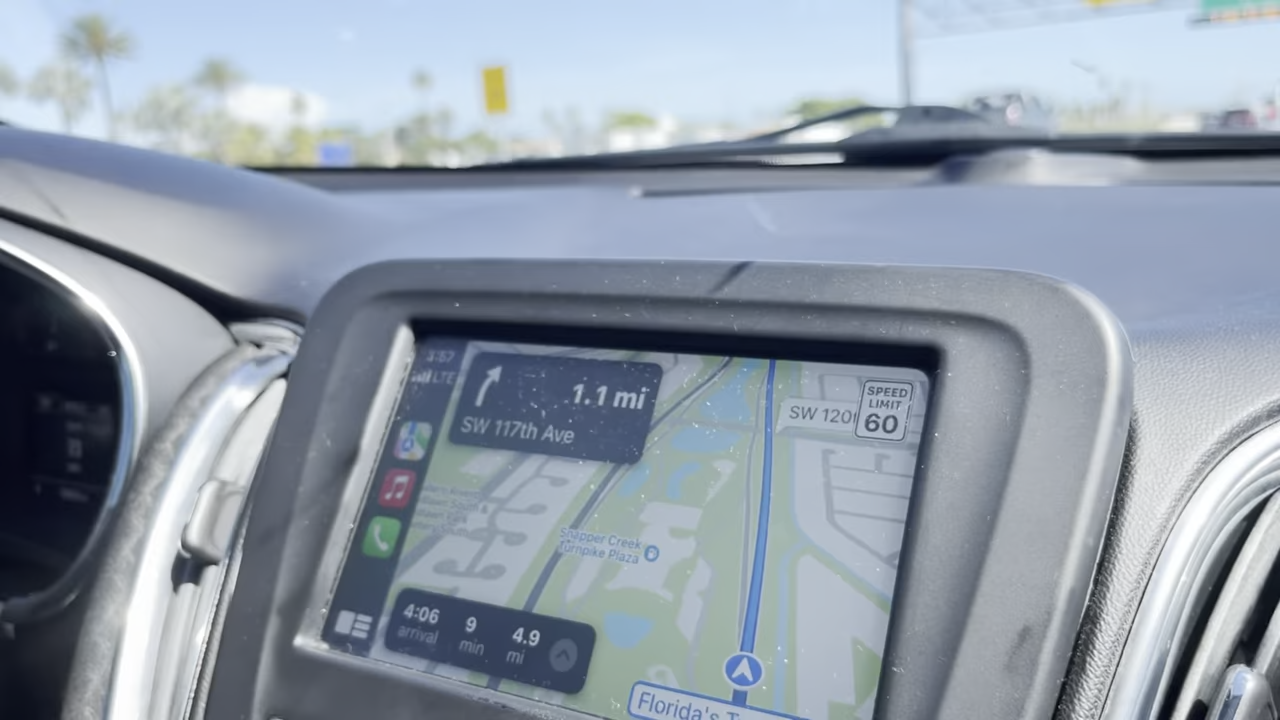 3:57
LTE
1.1 mi
SW 117th Ave
SW 120
SPEED
LIMIT
60
Snapper Creek
Turnpike Plaza
4:06 9 4.9
arrival min mi
Florida's T